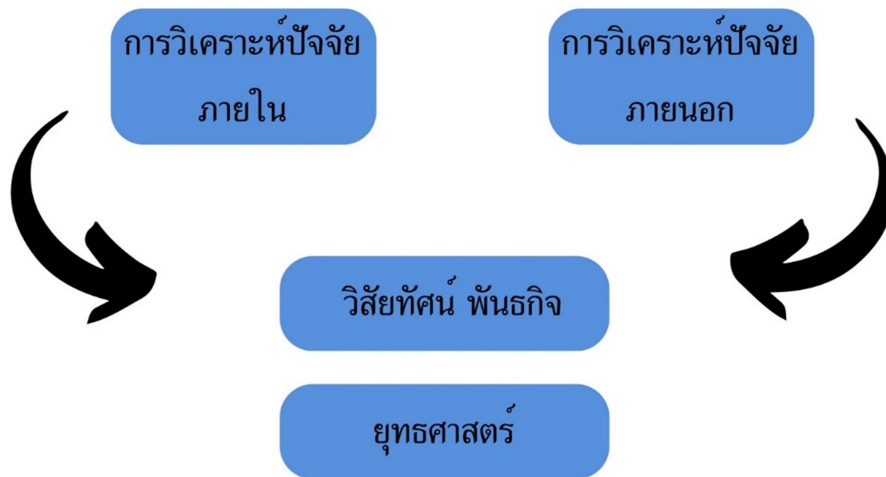 การวิเคราะห์ปัจจัย
ภายใน
การวิเคราะห์ปัจจัย
ภายนอก
วิสัยทัศน์ พันธกิจ
ยุทธศาสตร์